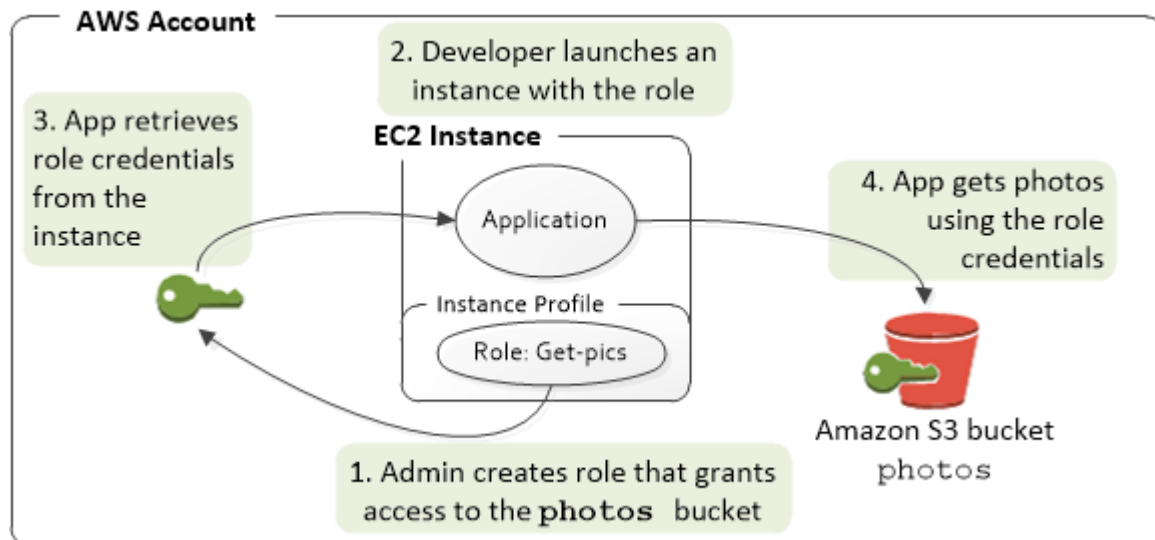 AWS Account
2. Developer launches an
instance with the role
3. App retrieves
role credentials
from the
instance
EC2 Instance
Application
4. App gets photos
using the role
credentials
Instance Profile
Role: Get-pics
Amazon S3 bucket
photos
1. Admin creates role that grants
access to the photos bucket